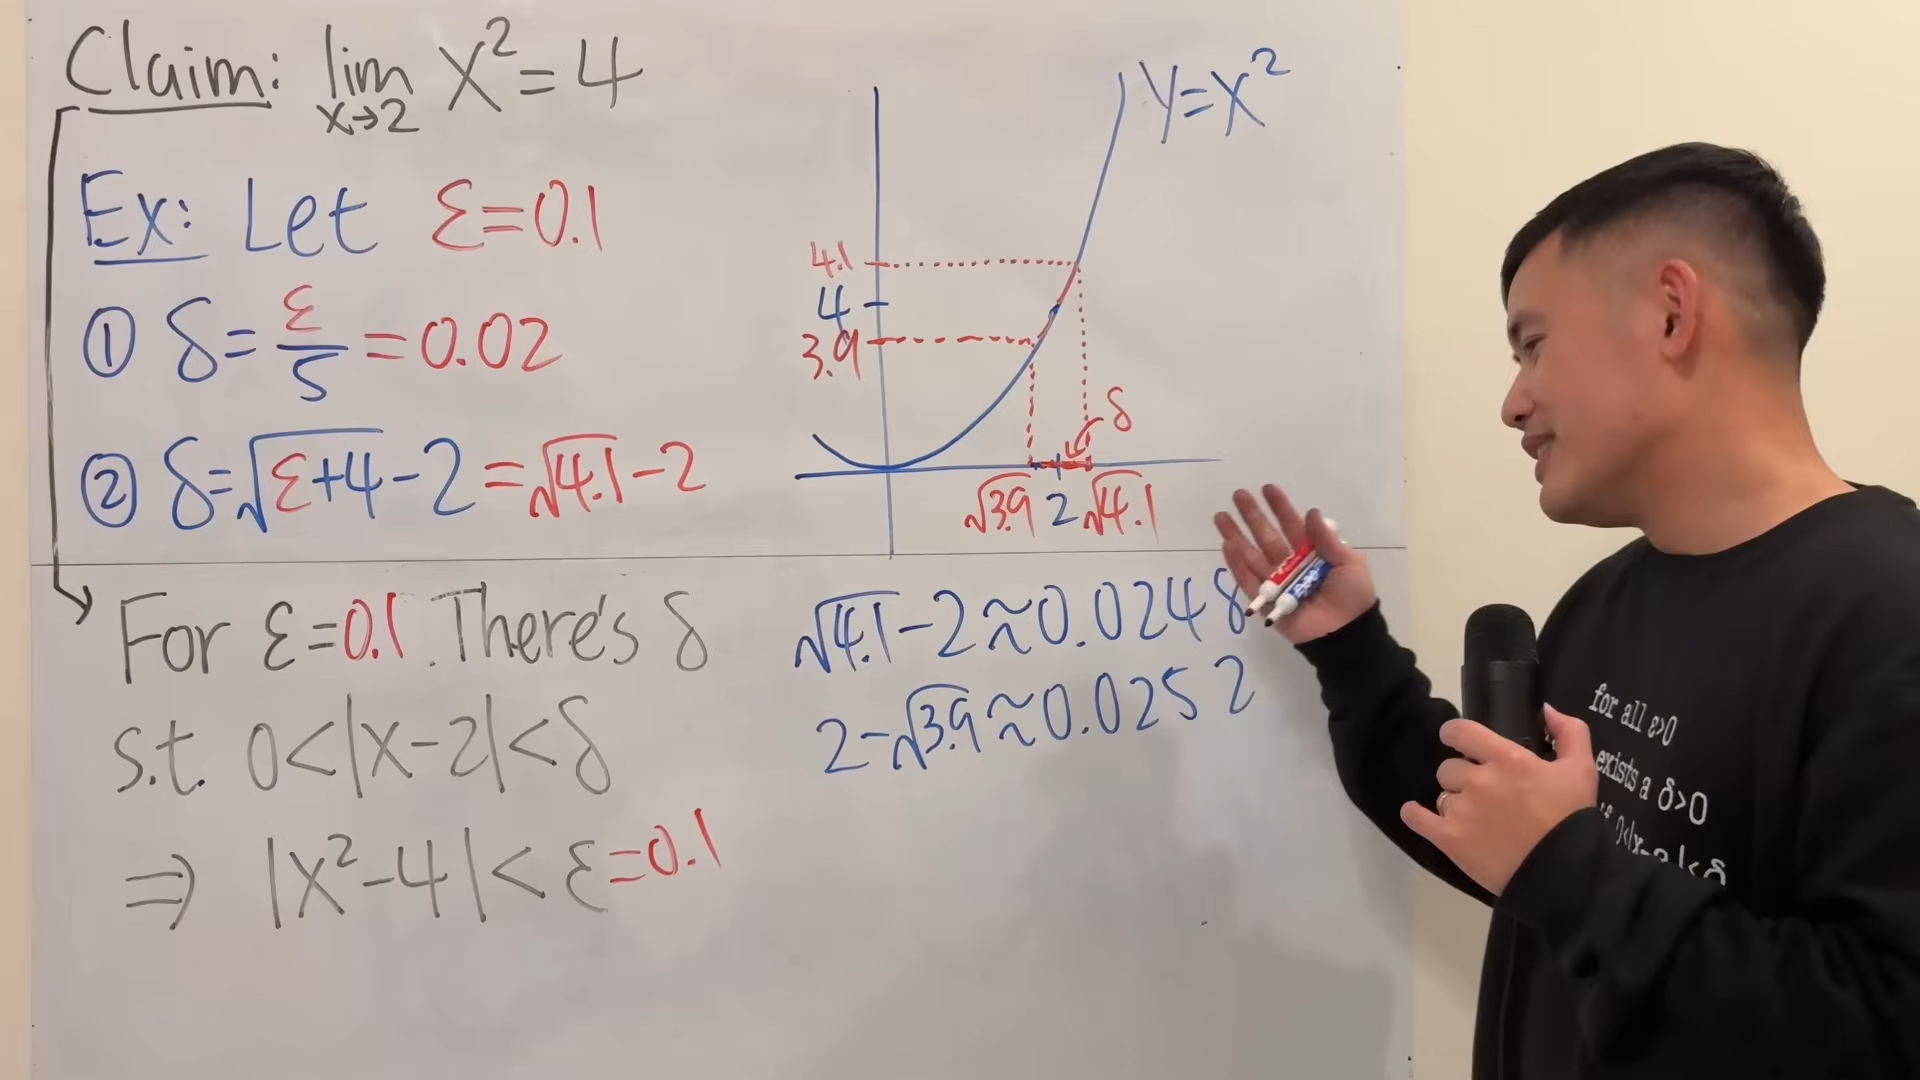 Claim: lim x→2 x² = 4
Ex: Let ε=0.1
① δ = ε/5 = 0.02
② δ = √(ε+4) - 2 = √4.1 - 2
y = x²
4.1
4
3.9
δ
√3.9 2 √4.1
For ε=0.1. There's δ
s.t. 0<|x-2|<δ
⇒ |x²-4| < ε = 0.1
√4.1 - 2 ≈ 0.0248
2 - √3.9 ≈ 0.0252
for all ε>0
exists a δ>0
0<|x-a|<δ